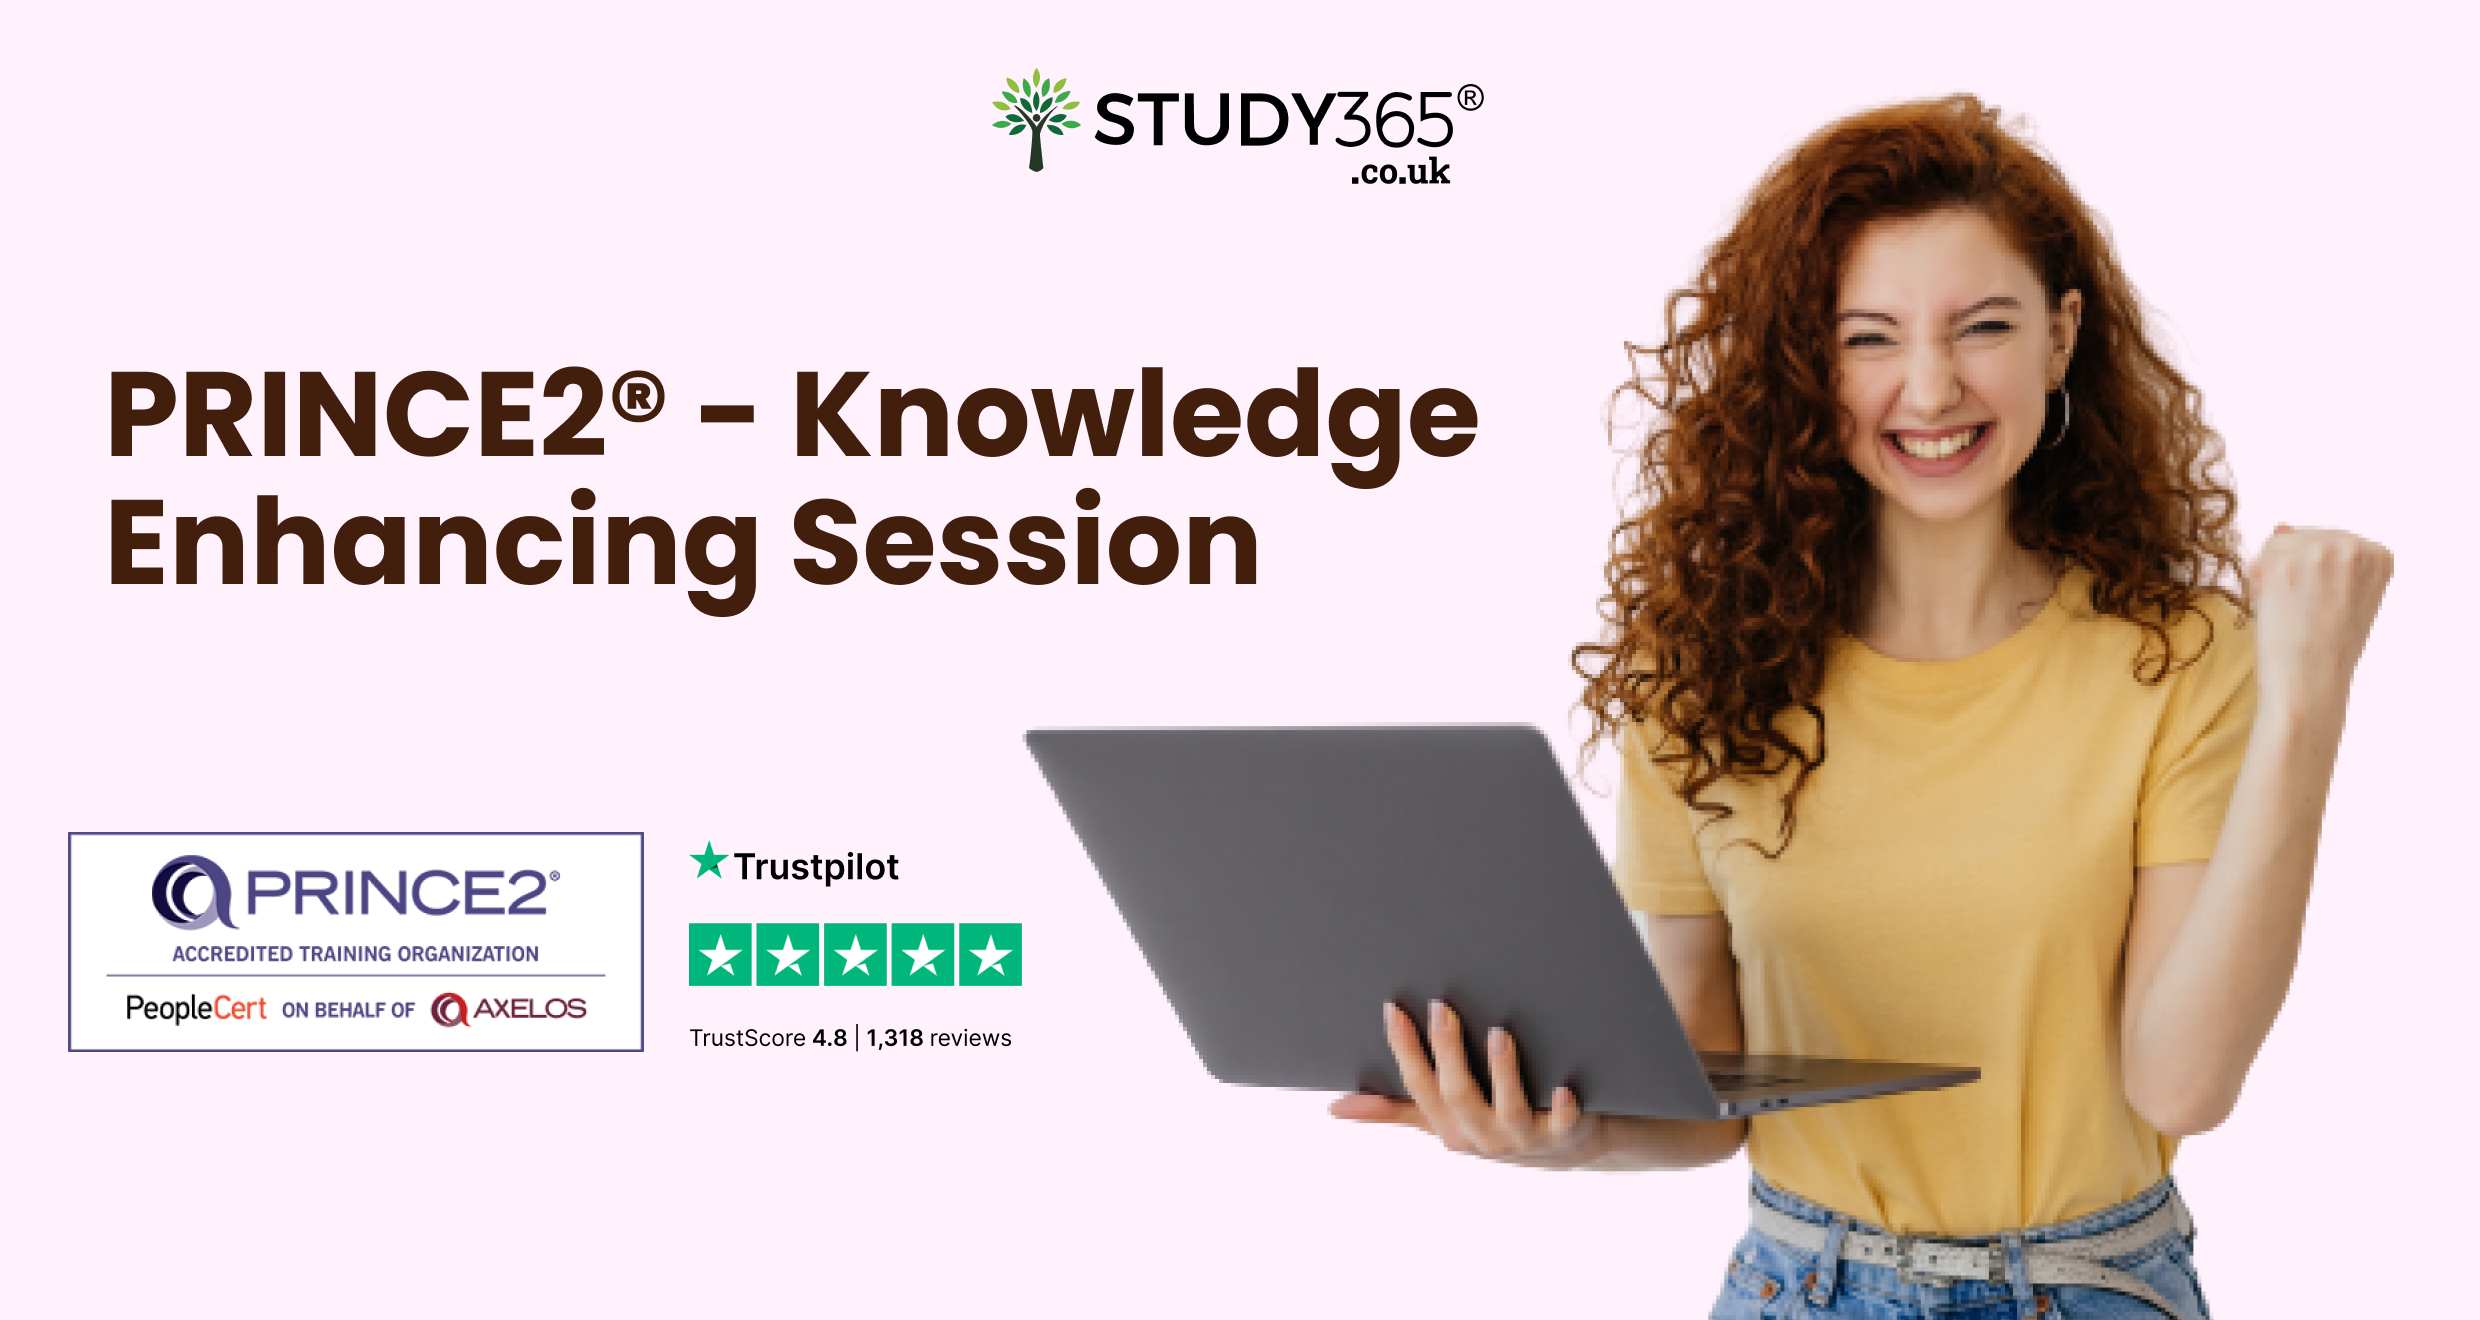 STUDY365®
.co.uk
PRINCE2® - Knowledge
Enhancing Session
PRINCE2®
ACCREDITED TRAINING ORGANIZATION
PeopleCert ON BEHALF OF AXELOS
Trustpilot
TrustScore 4.8 | 1,318 reviews